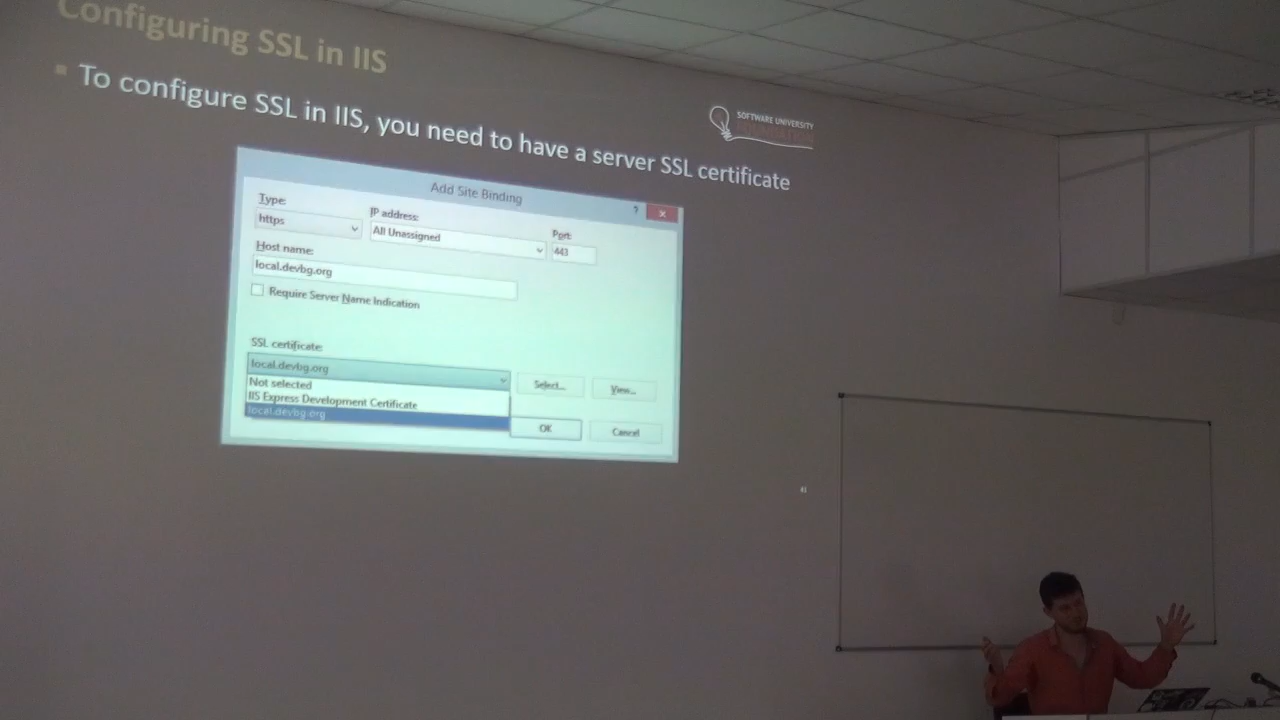 Configuring SSL in IIS
To configure SSL in IIS, you need to have a server SSL certificate
SOFTWARE UNIVERSITY
FOUNDATION
Add Site Binding
?
Type:
IP address:
Port:
https
All Unassigned
443
Host name:
local.devbg.org
Require Server Name Indication
SSL certificate:
local.devbg.org
Select...
View...
Not selected
IIS Express Development Certificate
local.devbg.org
OK
Cancel